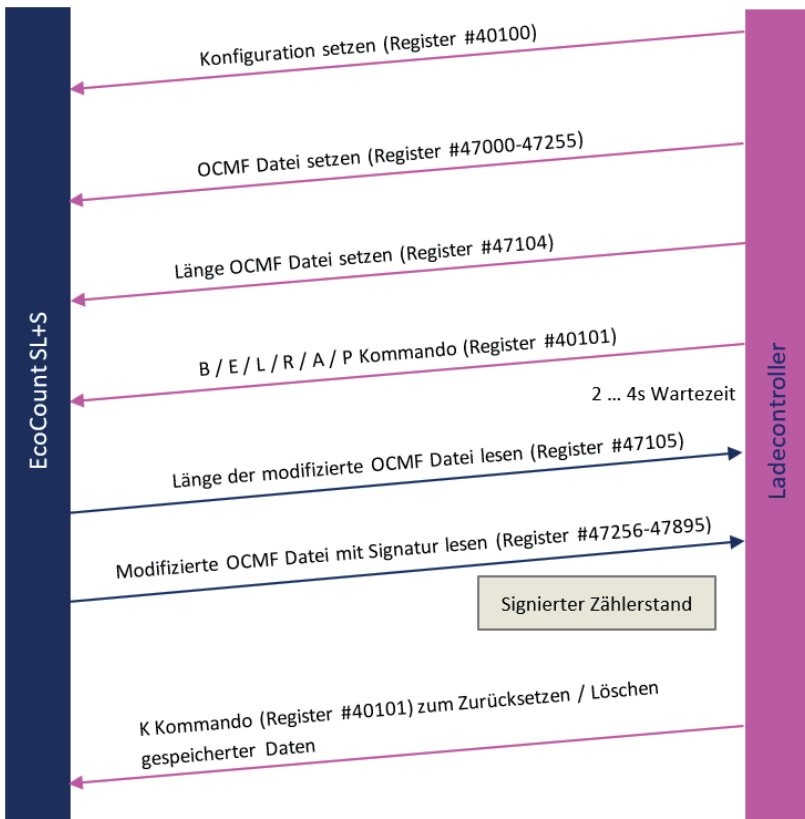 Konfiguration setzen (Register #40100)
OCMF Datei setzen (Register #47000-47255)
Länge OCMF Datei setzen (Register #47104)
B / E / L / R / A / P Kommando (Register #40101)
2 ... 4s Wartezeit
Länge der modifizierte OCMF Datei lesen (Register #47105)
Modifizierte OCMF Datei mit Signatur lesen (Register #47256-47895)
Signierter Zählerstand
K Kommando (Register #40101) zum Zurücksetzen / Löschen
gespeicherter Daten
EcoCount SL+S
Ladecontroller